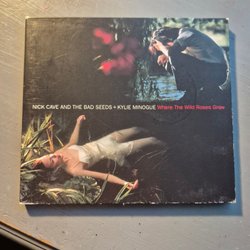 NICK CAVE AND THE BAD SEEDS + KYLIE MINOGUE Where The Wild Roses Grow